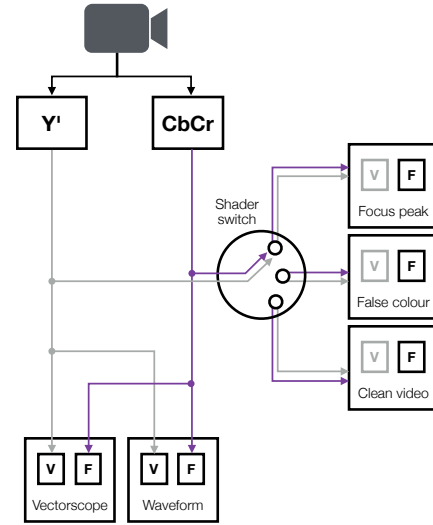 Y' CbCr
Shader
switch
V F
Focus peak
V F
False colour
V F
Clean video
V F
Vectorscope
V F
Waveform